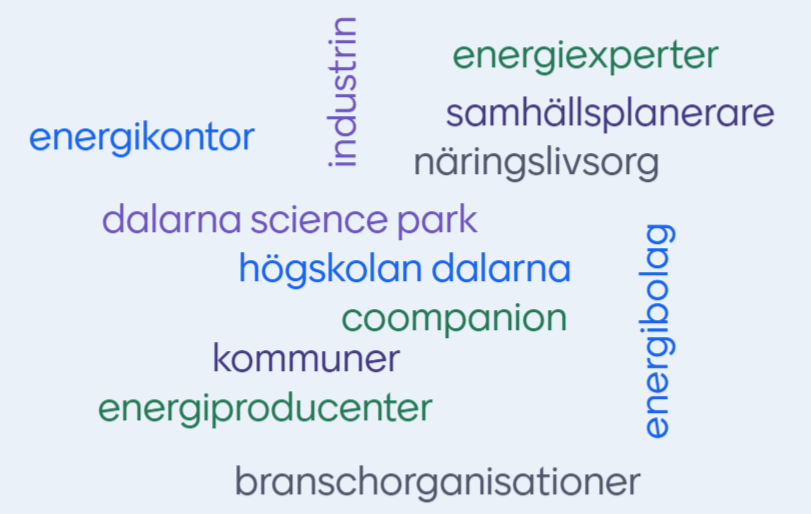 industrin
energiexperter
samhällsplanerare
energikontor
näringslivsorg
dalarna science park
högskolan dalarna
energibolag
coompanion
kommuner
energiproducenter
branschorganisationer